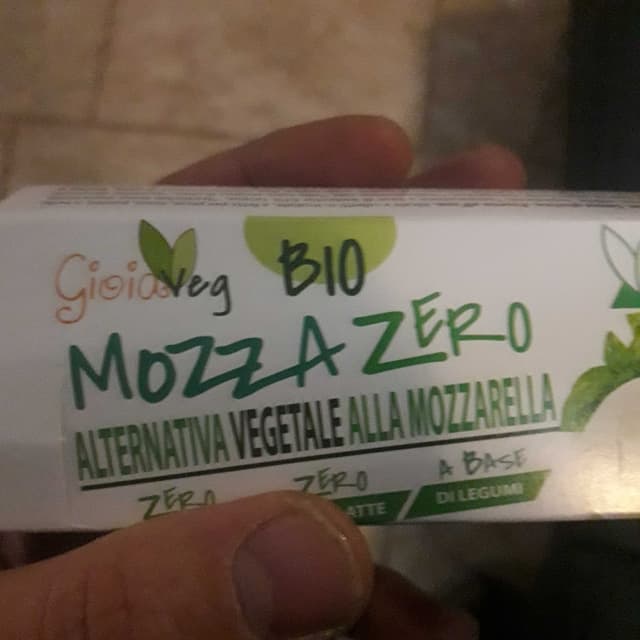 GioiaVeg
BIO
MOZZA ZERO
ALTERNATIVA VEGETALE ALLA MOZZARELLA
ZERO
ZERO
A BASE
DI LEGUMI